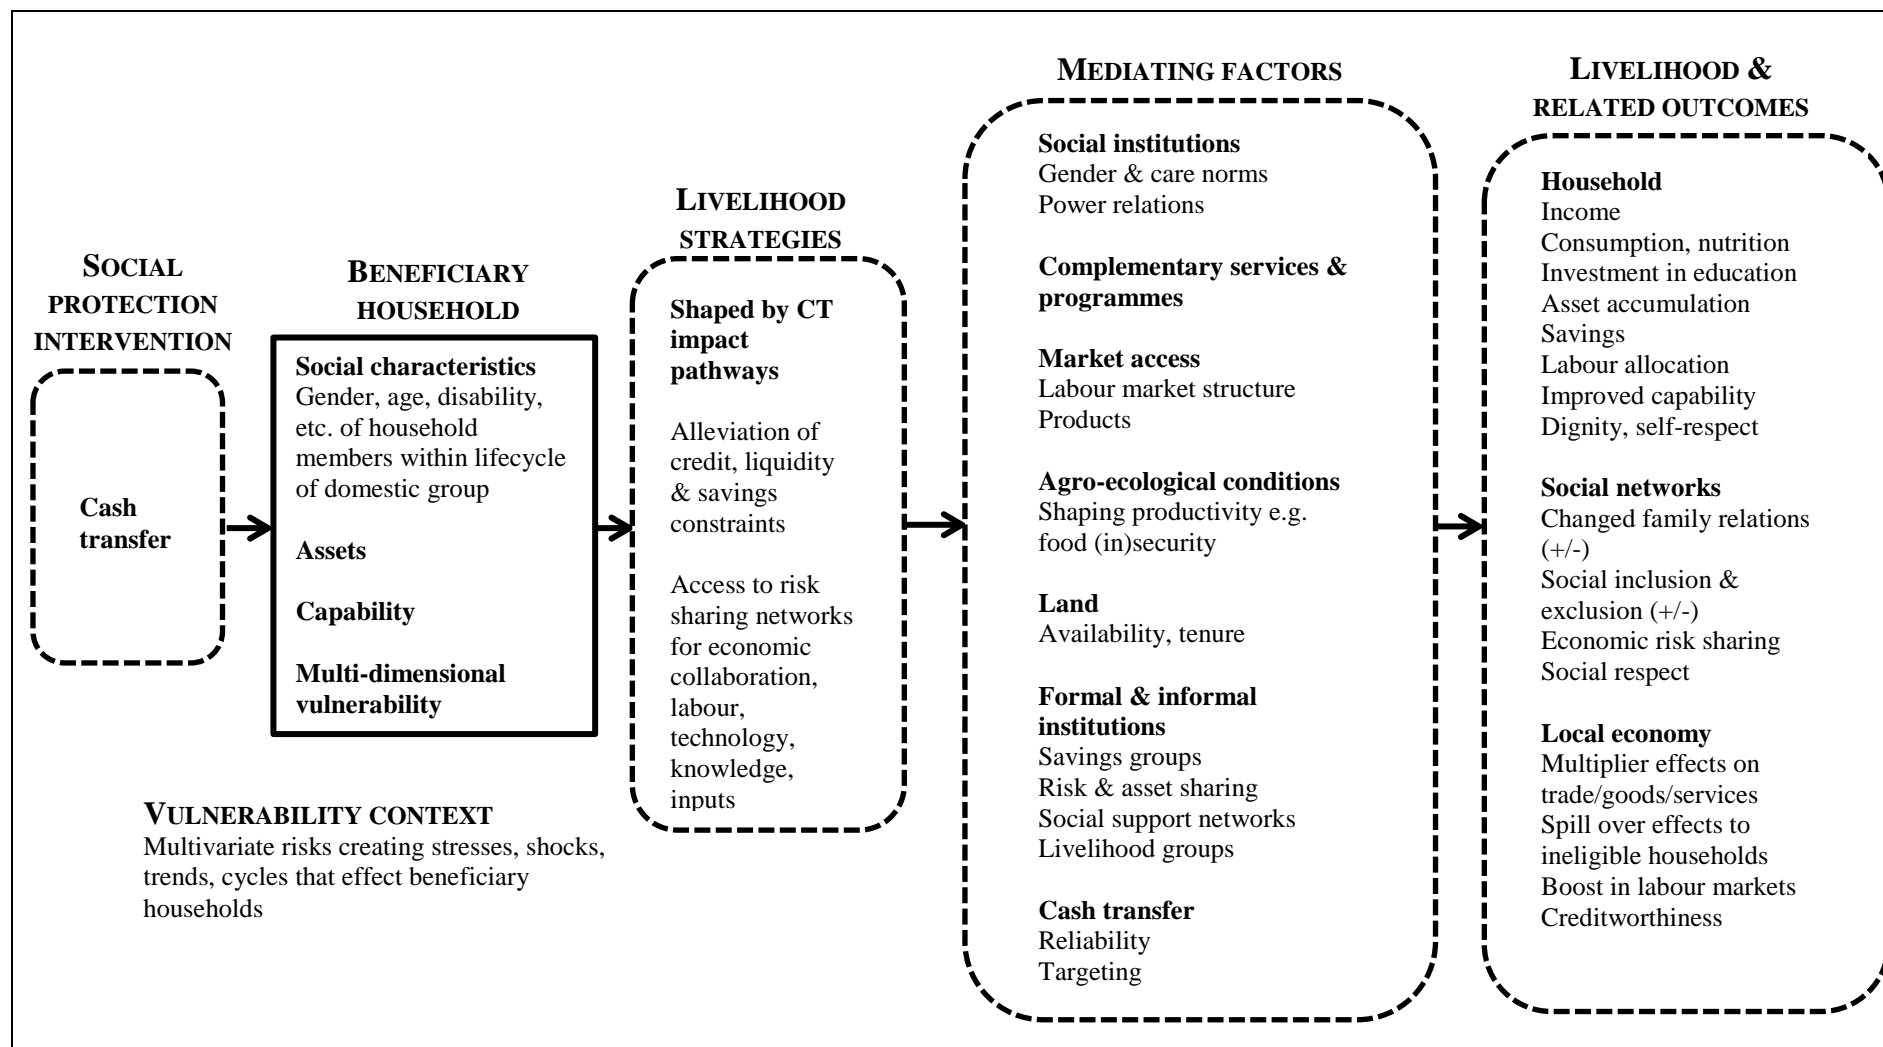 SOCIAL
PROTECTION
INTERVENTION
Cash
transfer
BENEFICIARY
HOUSEHOLD
Social characteristics
Gender, age, disability,
etc. of household
members within lifecycle
of domestic group
Assets
Capability
Multi-dimensional
vulnerability
VULNERABILITY CONTEXT
Multivariate risks creating stresses, shocks,
trends, cycles that effect beneficiary
households
LIVELIHOOD
STRATEGIES
Shaped by CT
impact
pathways
Alleviation of
credit, liquidity
& savings
constraints
Access to risk
sharing networks
for economic
collaboration,
labour,
technology,
knowledge,
inputs
MEDIATING FACTORS
Social institutions
Gender & care norms
Power relations
Complementary services &
programmes
Market access
Labour market structure
Products
Agro-ecological conditions
Shaping productivity e.g.
food (in)security
Land
Availability, tenure
Formal & informal
institutions
Savings groups
Risk & asset sharing
Social support networks
Livelihood groups
Cash transfer
Reliability
Targeting
LIVELIHOOD &
RELATED OUTCOMES
Household
Income
Consumption, nutrition
Investment in education
Asset accumulation
Savings
Labour allocation
Improved capability
Dignity, self-respect
Social networks
Changed family relations
(+/-)
Social inclusion &
exclusion (+/-)
Economic risk sharing
Social respect
Local economy
Multiplier effects on
trade/goods/services
Spill over effects to
ineligible households
Boost in labour markets
Creditworthiness